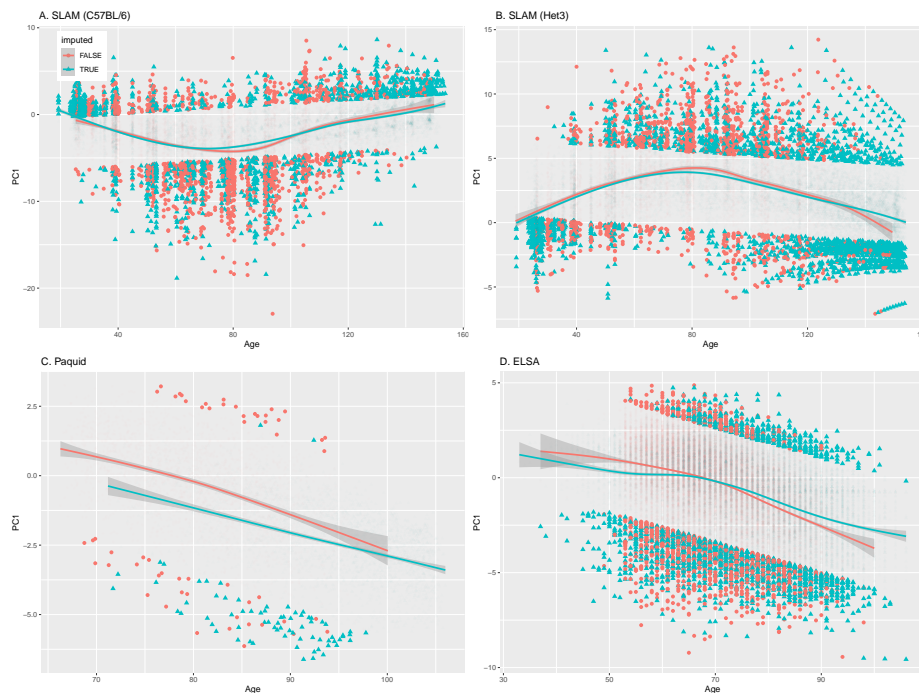 A. SLAM (C57BL/6)
10
0
-10
-20
PC1
imputed
FALSE
TRUE
40
80
120
160
Age
B. SLAM (Het3)
15
10
5
0
-5
PC1
40
80
120
Age
C. Paquid
2.5
0.0
-2.5
-5.0
PC1
70
80
90
100
Age
D. ELSA
5
0
-5
-10
PC1
30
50
70
90
Age